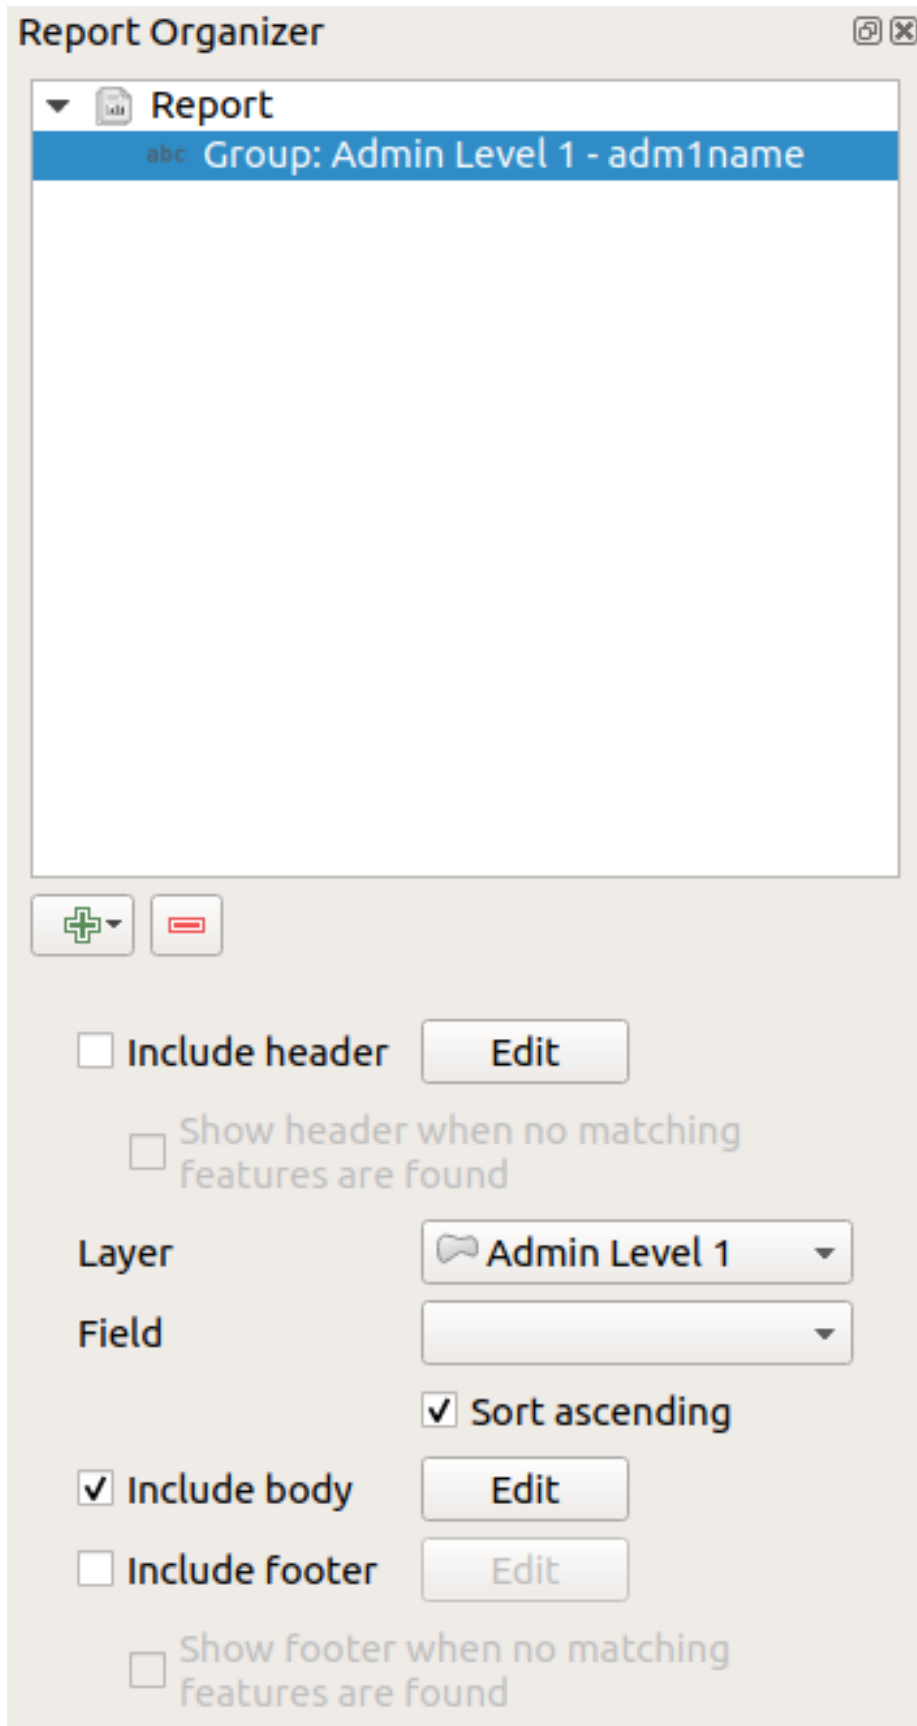 Report Organizer
Report
abc Group: Admin Level 1 - adm1name
Include header Edit
Show header when no matching
features are found
Layer Admin Level 1
Field
Sort ascending
Include body Edit
Include footer Edit
Show footer when no matching
features are found